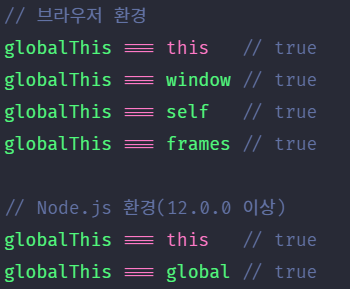 // 브라우저 환경
globalThis === this   // true
globalThis === window // true
globalThis === self   // true
globalThis === frames // true

// Node.js 환경(12.0.0 이상)
globalThis === this   // true
globalThis === global // true